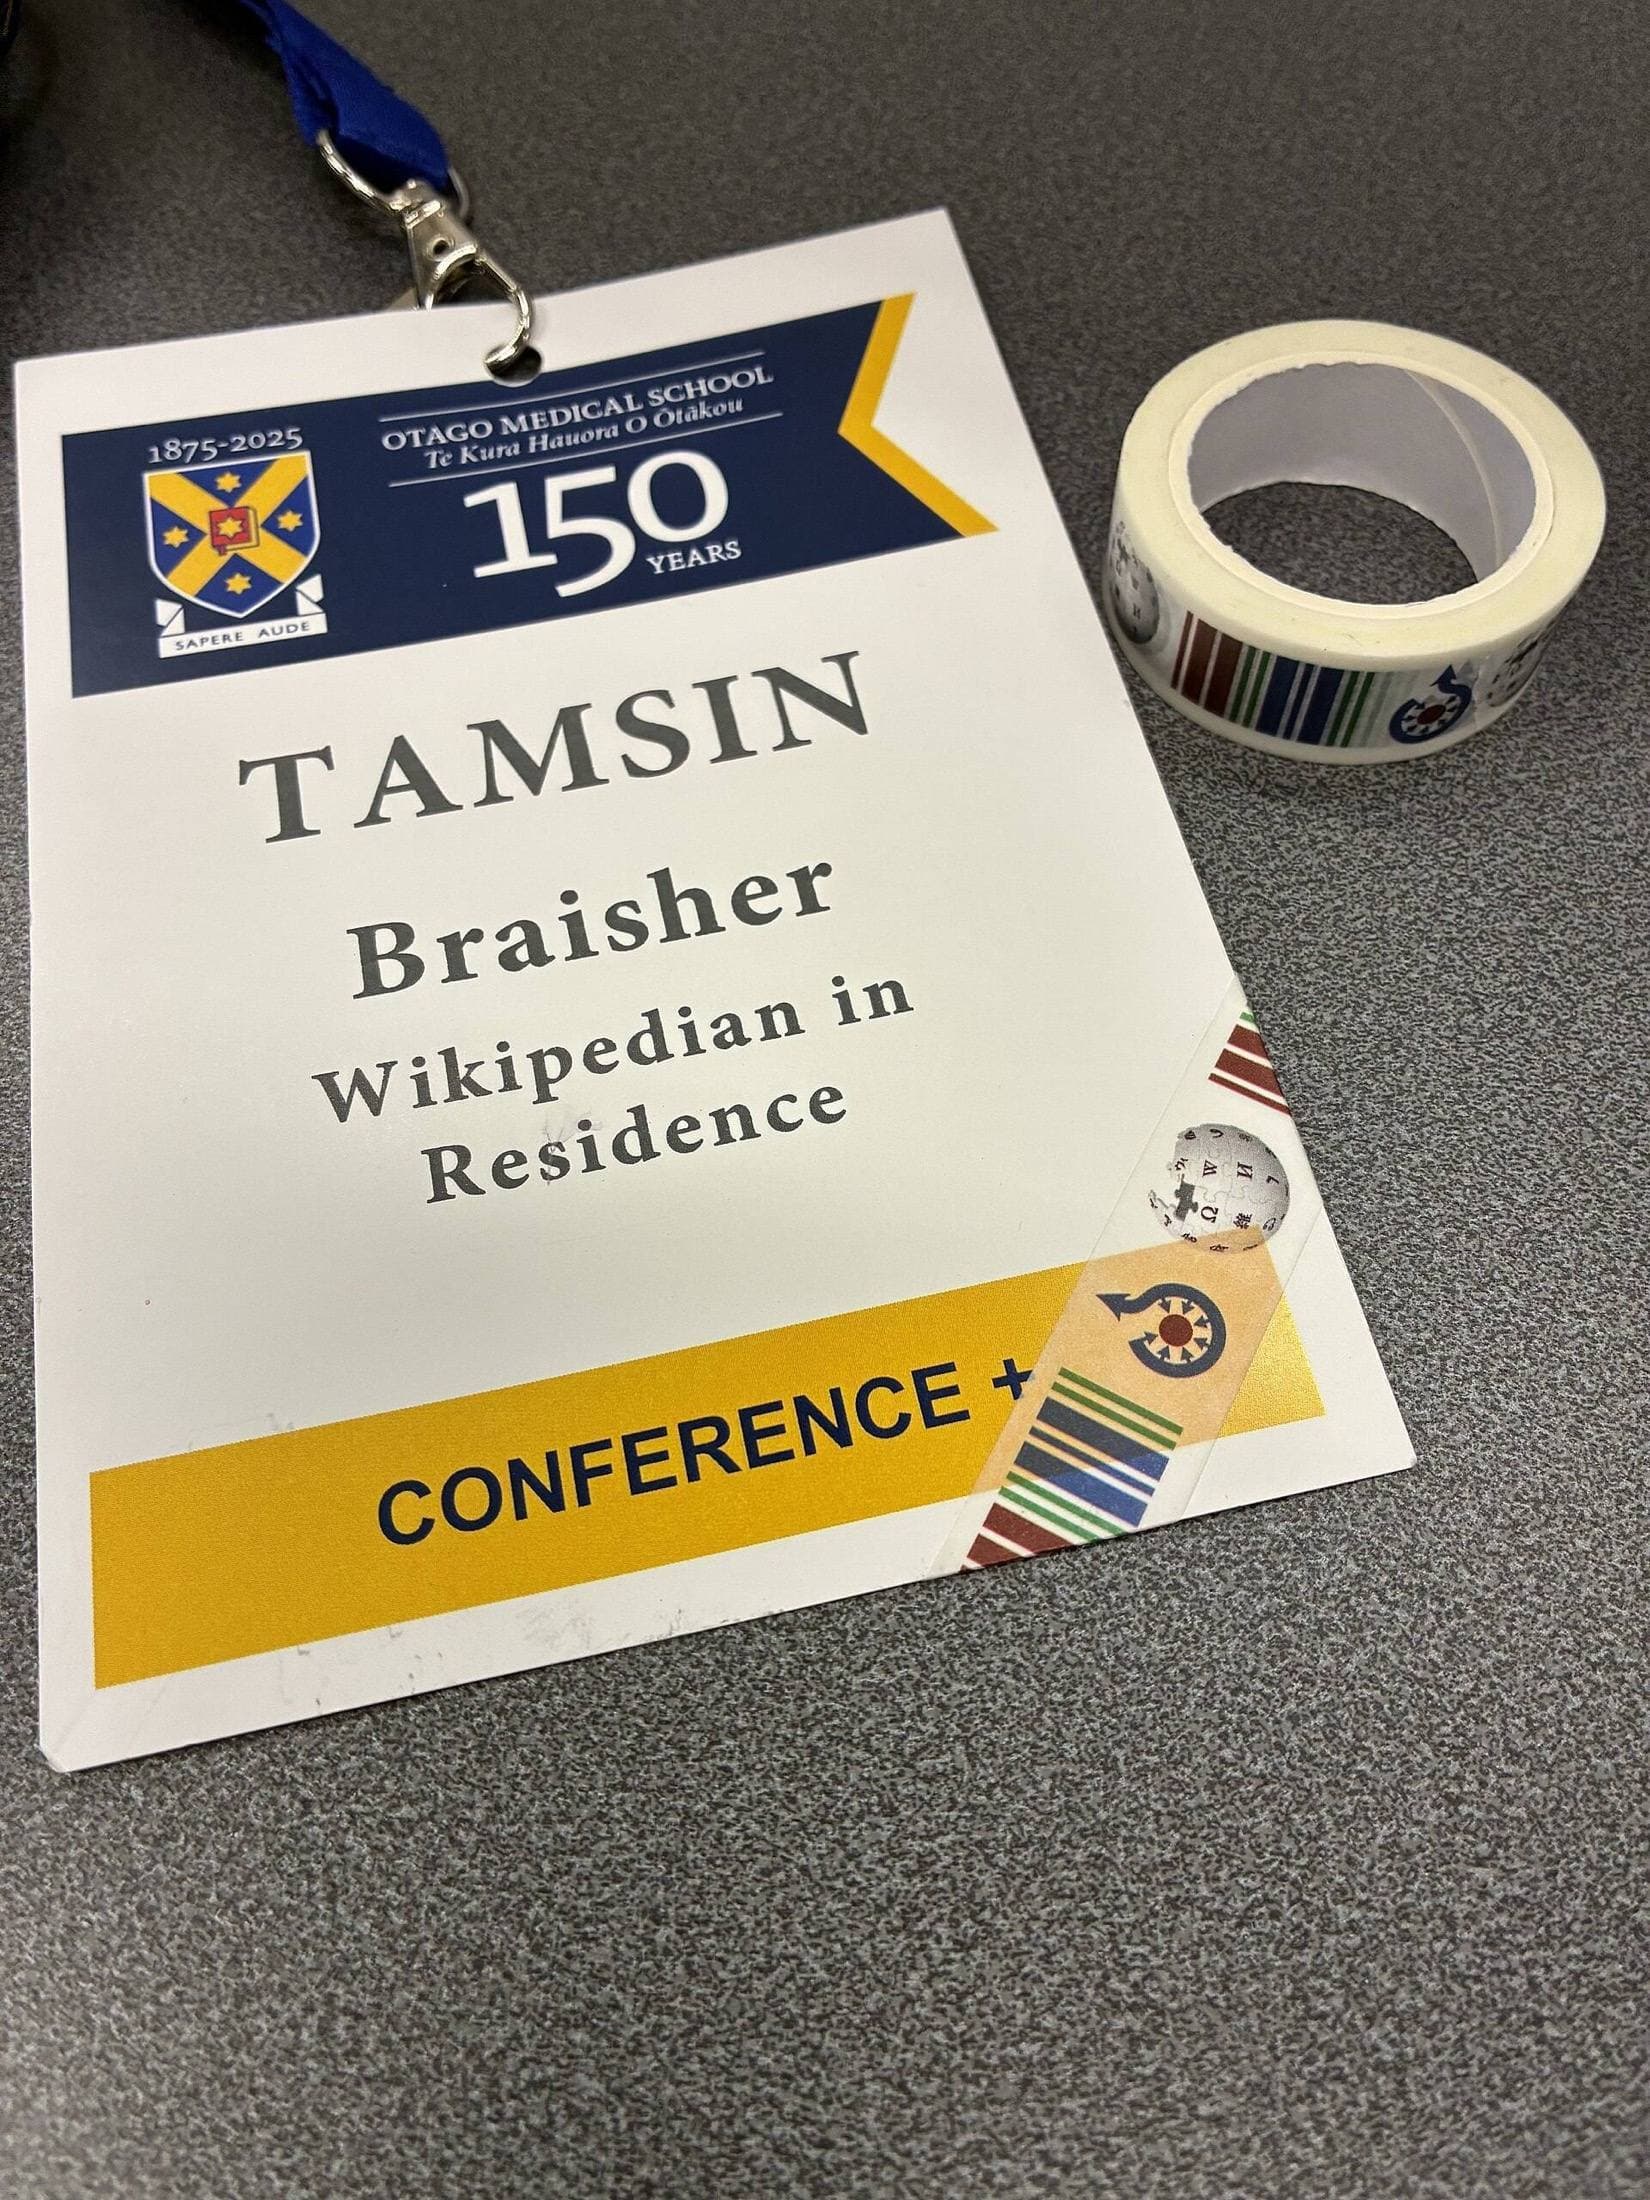 1875-2025
OTAGO MEDICAL SCHOOL
Te Kura Hauora O Ōtākou
150
YEARS
SAPERE AUDE
TAMSIN
Braisher
Wikipedian in
Residence
CONFERENCE +